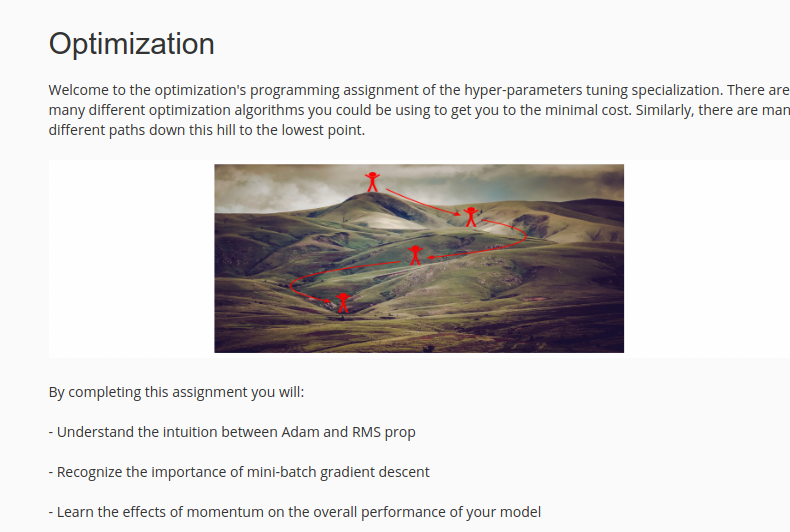 Optimization
Welcome to the optimization's programming assignment of the hyper-parameters tuning specialization. There are
many different optimization algorithms you could be using to get you to the minimal cost. Similarly, there are
different paths down this hill to the lowest point.
By completing this assignment you will:
- Understand the intuition between Adam and RMS prop
- Recognize the importance of mini-batch gradient descent
- Learn the effects of momentum on the overall performance of your model